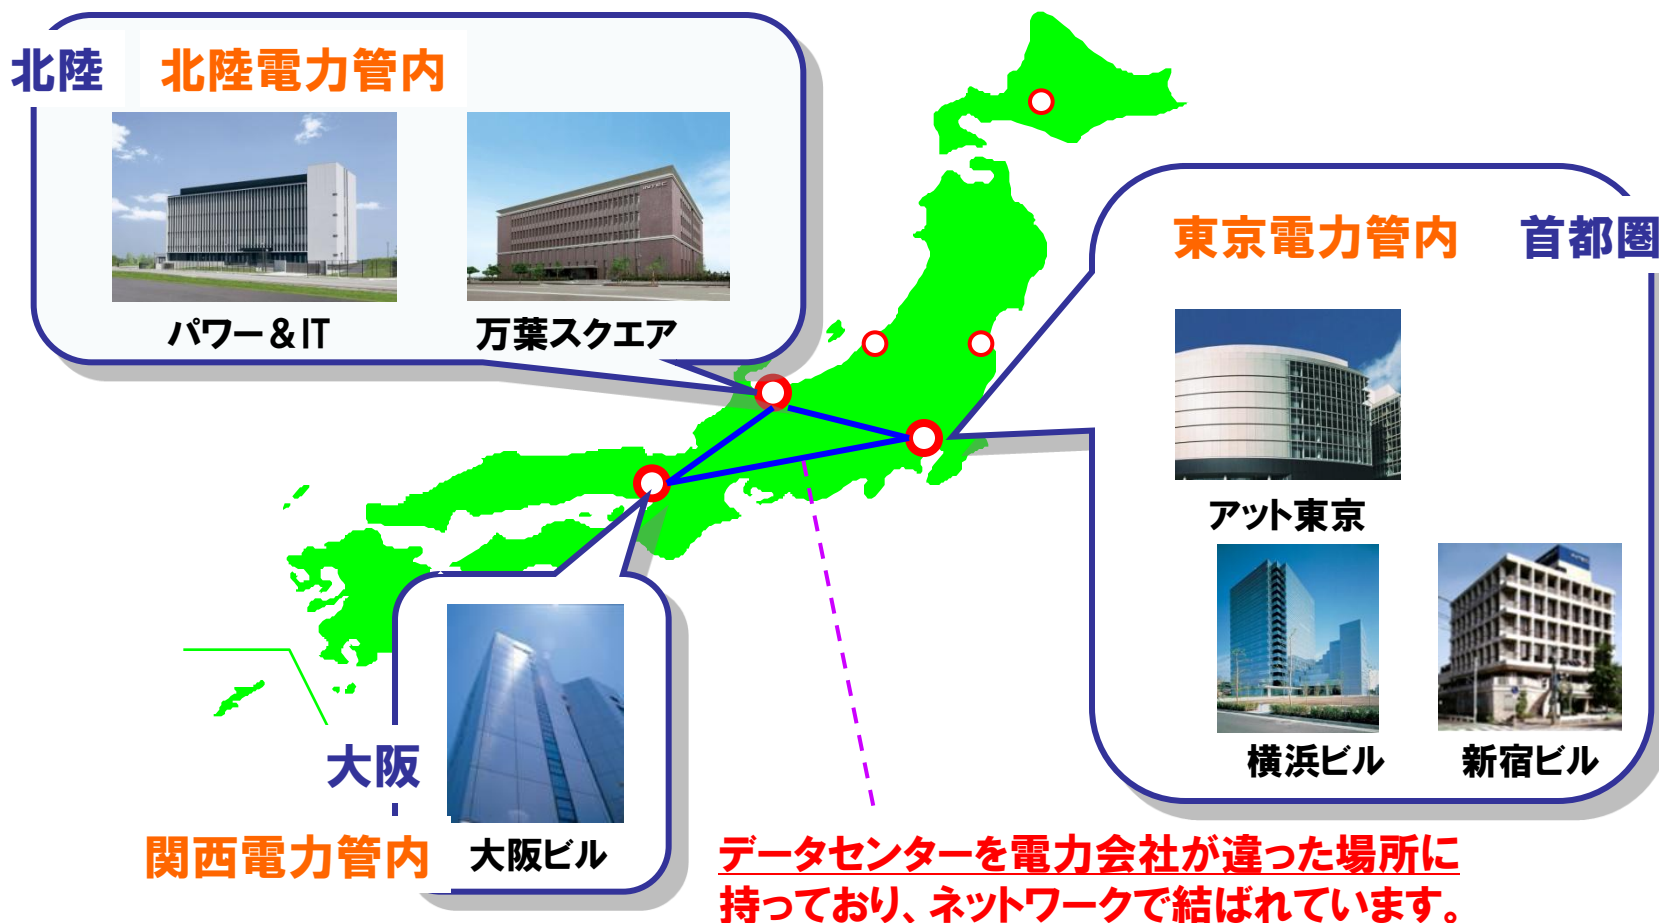 北陸 北陸電力管内
パワー＆IT 万葉スクエア
東京電力管内 首都圏
アット東京
横浜ビル 新宿ビル
大阪
関西電力管内 大阪ビル
データセンターを電力会社が違った場所に
持っており、ネットワークで結ばれています。